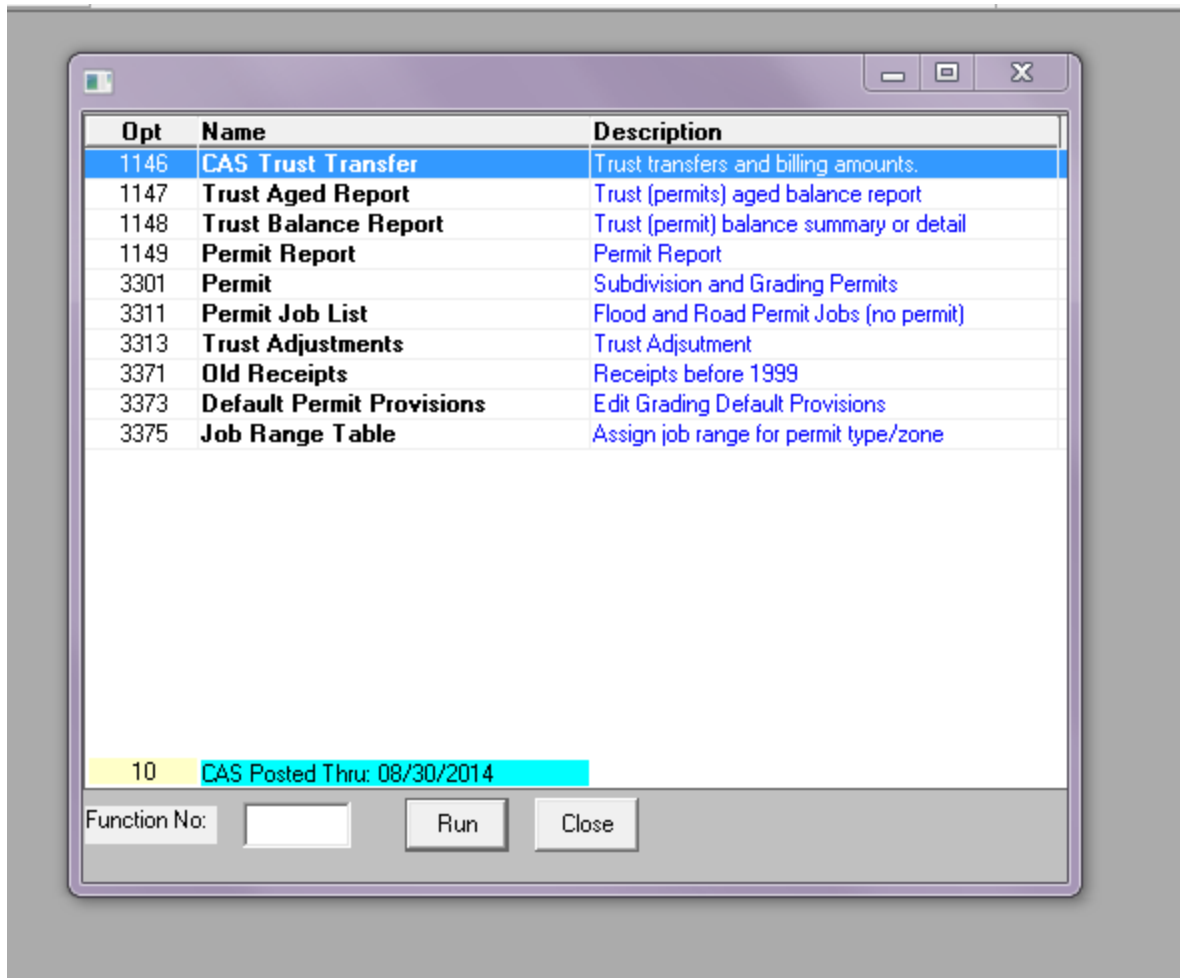 Opt Name Description
1146 CAS Trust Transfer Trust transfers and billing amounts.
1147 Trust Aged Report Trust (permits) aged balance report
1148 Trust Balance Report Trust (permit) balance summary or detail
1149 Permit Report Permit Report
3301 Permit Subdivision and Grading Permits
3311 Permit Job List Flood and Road Permit Jobs (no permit)
3313 Trust Adjustments Trust Adjsutment
3371 Old Receipts Receipts before 1999
3373 Default Permit Provisions Edit Grading Default Provisions
3375 Job Range Table Assign job range for permit type/zone
10 CAS Posted Thru: 08/30/2014
Function No: Run Close